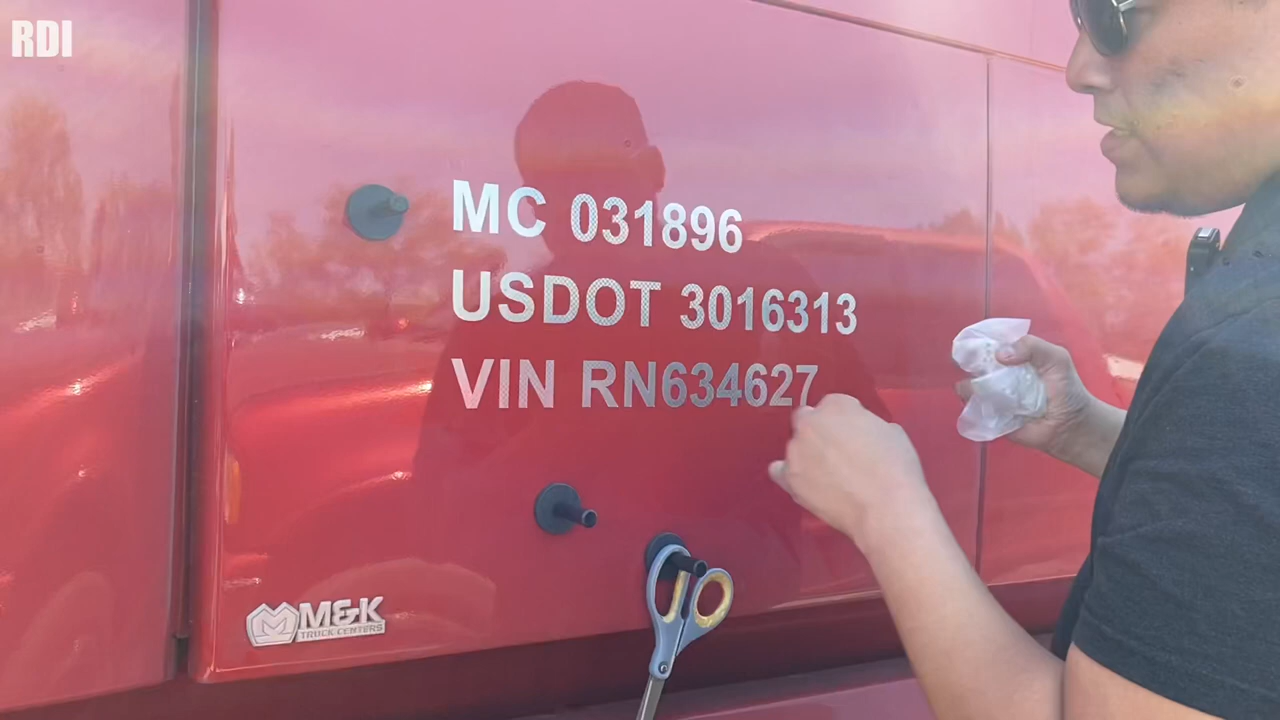 RDI
MC 031896
USDOT 3016313
VIN RN634627
M&K
TRUCK CENTERS